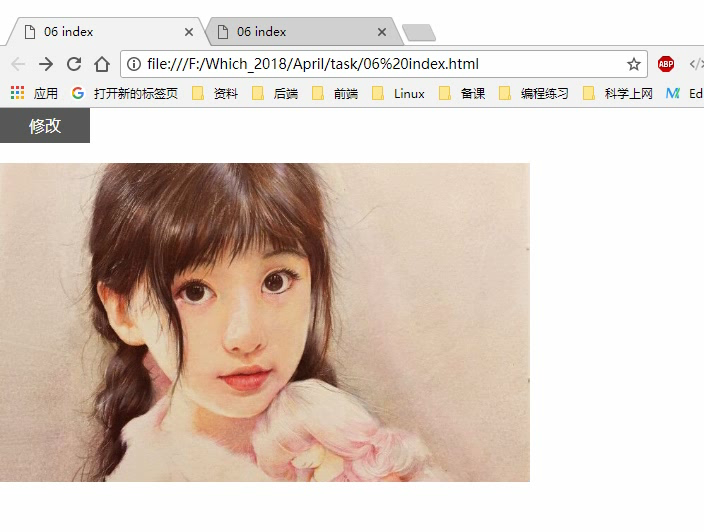 06 index
06 index
file:///F:/Which_2018/April/task/06%20index.html
ABP
应用 打开新的标签页 资料 后端 前端 Linux 备课 编程练习 科学上网 Ed
修改